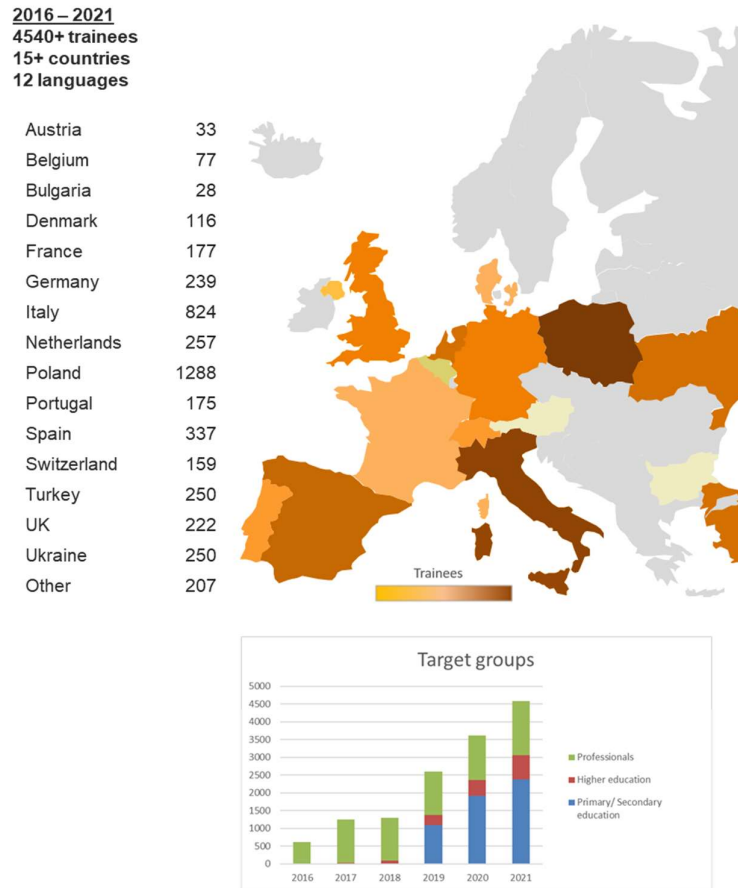 2016 – 2021
4540+ trainees
15+ countries
12 languages
Austria 33
Belgium 77
Bulgaria 28
Denmark 116
France 177
Germany 239
Italy 824
Netherlands 257
Poland 1288
Portugal 175
Spain 337
Switzerland 159
Turkey 250
UK 222
Ukraine 250
Other 207
Trainees
Target groups
5000
4500
4000
3500
3000
2500
2000
1500
1000
500
0
2016 2017 2018 2019 2020 2021
Professionals
Higher education
Primary/ Secondary
education